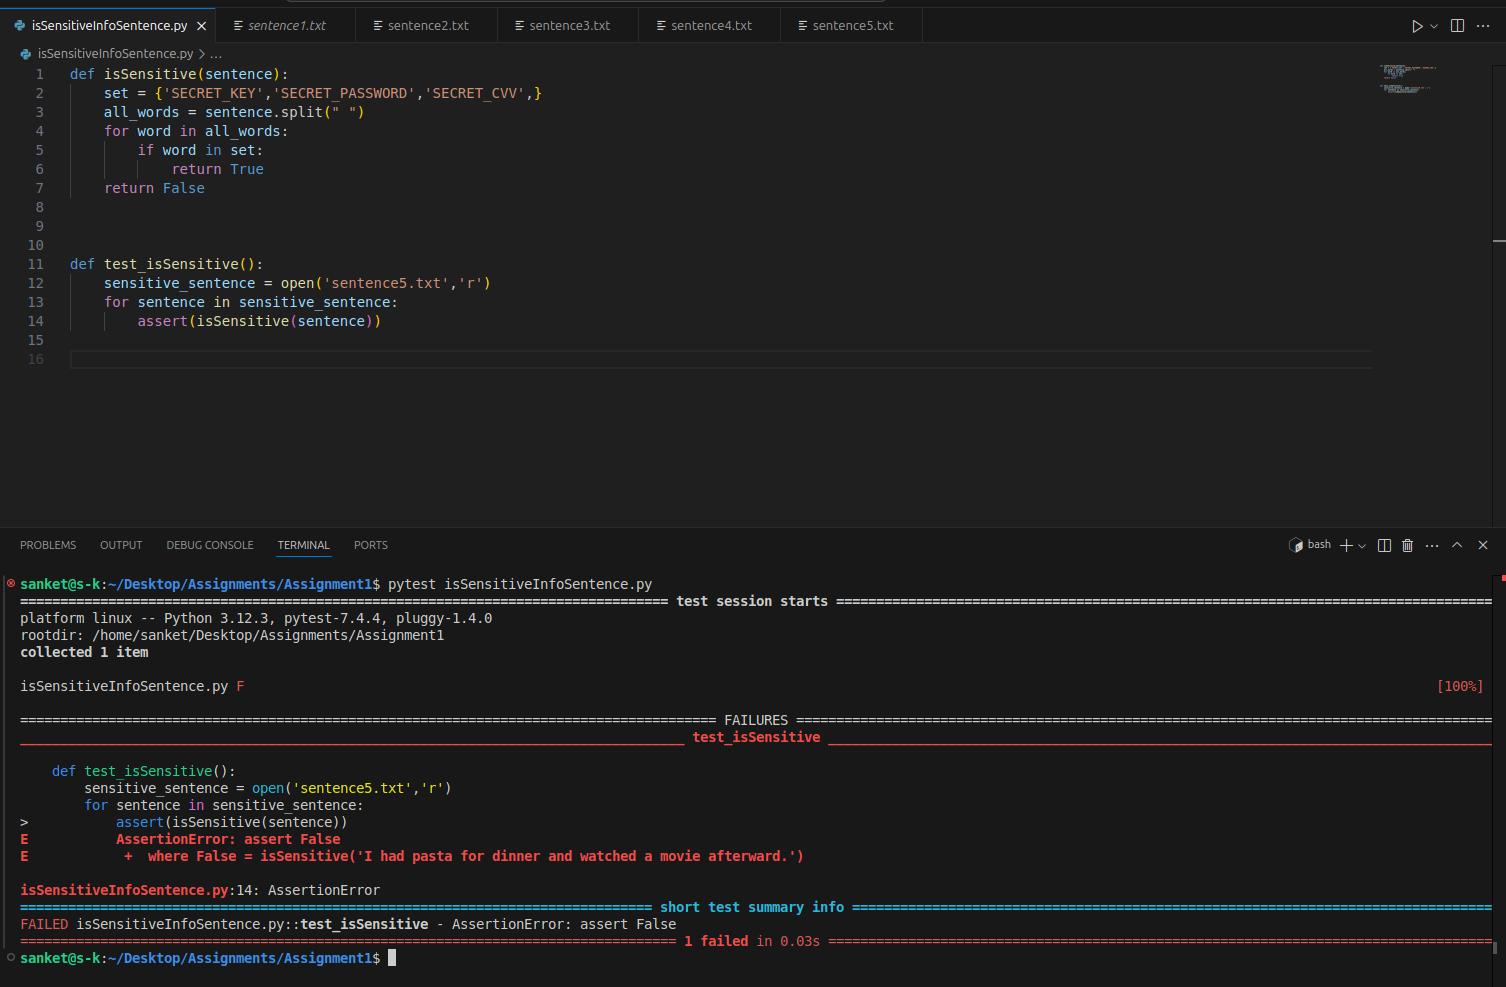 isSensitiveInfoSentence.py sentence1.txt sentence2.txt sentence3.txt sentence4.txt sentence5.txt
isSensitiveInfoSentence.py > ...
1 def isSensitive(sentence):
2     set = {'SECRET_KEY','SECRET_PASSWORD','SECRET_CVV',}
3     all_words = sentence.split(" ")
4     for word in all_words:
5         if word in set:
6             return True
7     return False
8
9
10
11 def test_isSensitive():
12     sensitive_sentence = open('sentence5.txt','r')
13     for sentence in sensitive_sentence:
14         assert(isSensitive(sentence))
15
16
PROBLEMS OUTPUT DEBUG CONSOLE TERMINAL PORTS bash
sanket@s-k:~/Desktop/Assignments/Assignment1$ pytest isSensitiveInfoSentence.py
================================ test session starts ================================
platform linux -- Python 3.12.3, pytest-7.4.4, pluggy-1.4.0
rootdir: /home/sanket/Desktop/Assignments/Assignment1
collected 1 item
isSensitiveInfoSentence.py F [100%]
================================ FAILURES ================================
________________________________ test_isSensitive ________________________________
    def test_isSensitive():
        sensitive_sentence = open('sentence5.txt','r')
        for sentence in sensitive_sentence:
>           assert(isSensitive(sentence))
E           AssertionError: assert False
E            +  where False = isSensitive('I had pasta for dinner and watched a movie afterward.')
isSensitiveInfoSentence.py:14: AssertionError
================================ short test summary info ================================
FAILED isSensitiveInfoSentence.py::test_isSensitive - AssertionError: assert False
================================ 1 failed in 0.03s ================================
sanket@s-k:~/Desktop/Assignments/Assignment1$